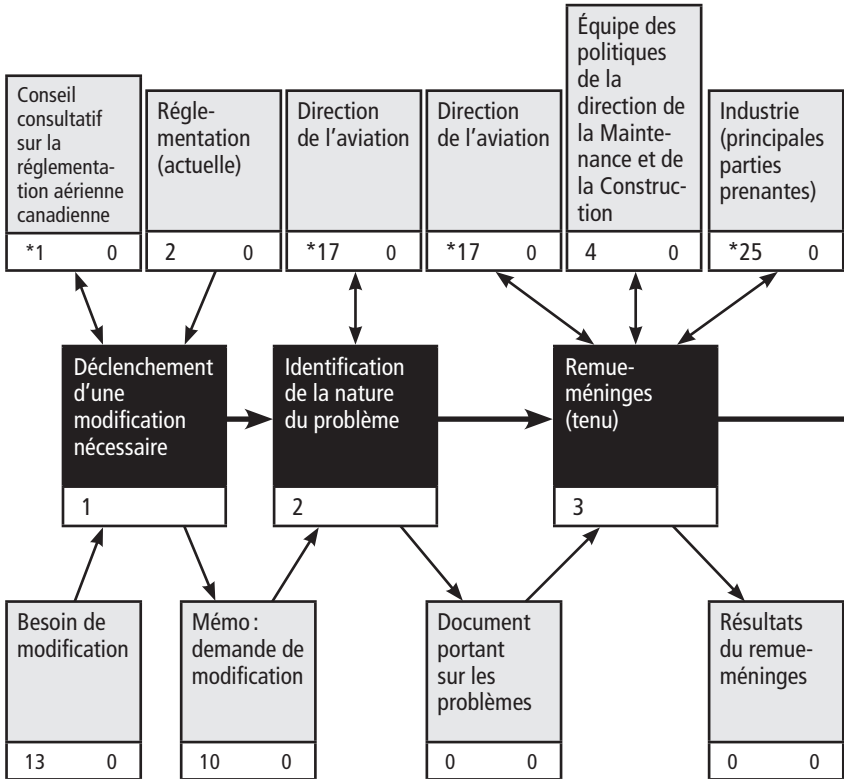 Conseil
consultatif
sur la
réglementa-
tion aérienne
canadienne
*1 0
Régle-
mentation
(actuelle)
2 0
Direction
de l'aviation
*17 0
Direction
de l'aviation
*17 0
Équipe des
politiques
de la
direction de
la Mainte-
nance et de
la Construc-
tion
4 0
Industrie
(principales
parties
prenantes)
*25 0
Déclenchement
d'une
modification
nécessaire
1
Identification
de la nature
du problème
2
Remue-
méninges
(tenu)
3
Besoin de
modification
13 0
Mémo :
demande de
modification
10 0
Document
portant
sur les
problèmes
0 0
Résultats
du remue-
méninges
0 0